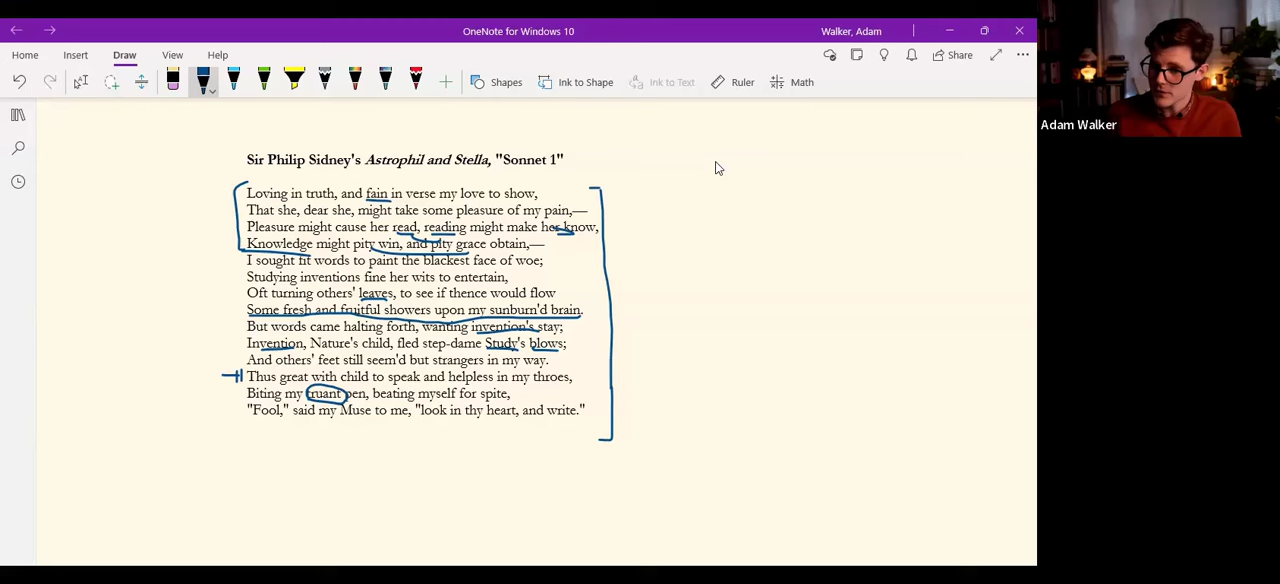 OneNote for Windows 10
Walker, Adam
Home Insert Draw View Help
Share
Shapes Ink to Shape Ink to Text Ruler Math
Adam Walker
Sir Philip Sidney's Astrophil and Stella, "Sonnet 1"
Loving in truth, and fain in verse my love to show,
That she, dear she, might take some pleasure of my pain,—
Pleasure might cause her read, reading might make her know,
Knowledge might pity win, and pity grace obtain,—
I sought fit words to paint the blackest face of woe;
Studying inventions fine her wits to entertain,
Oft turning others' leaves, to see if thence would flow
Some fresh and fruitful showers upon my sunburn'd brain.
But words came halting forth, wanting invention's stay;
Invention, Nature's child, fled step-dame Study's blows;
And others' feet still seem'd but strangers in my way.
Thus great with child to speak and helpless in my throes,
Biting my truant pen, beating myself for spite,
"Fool," said my Muse to me, "look in thy heart, and write."